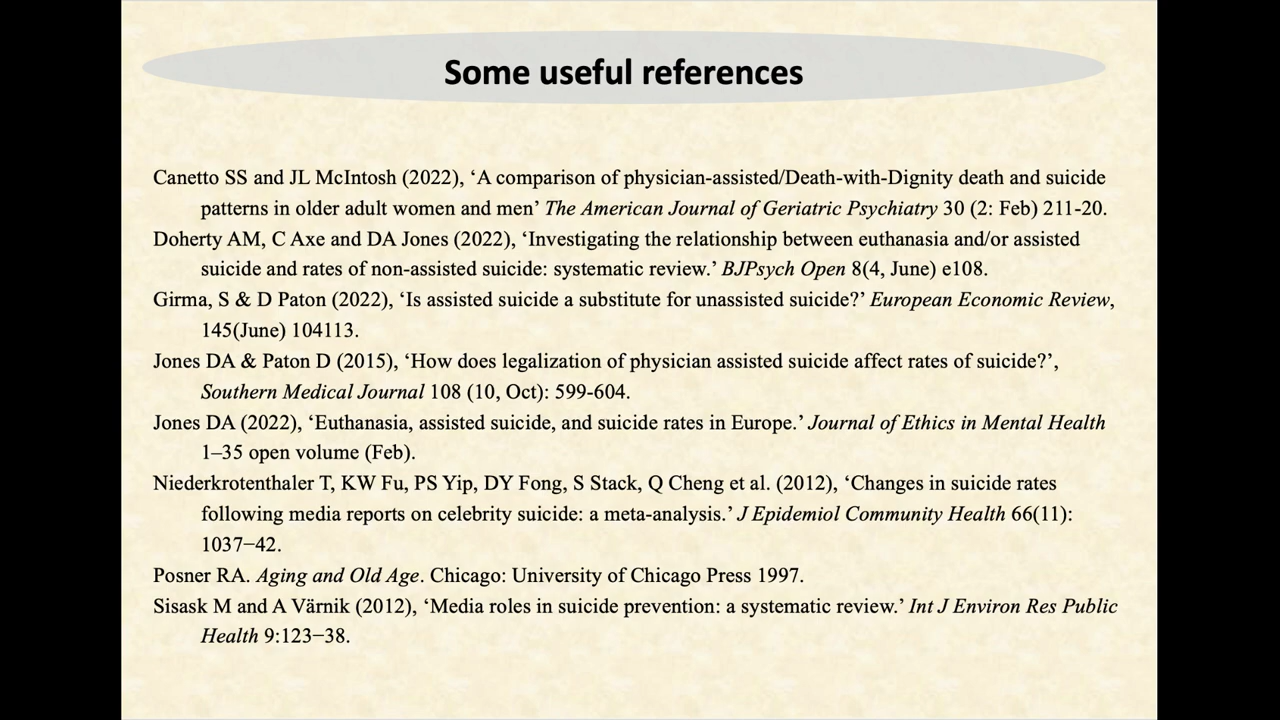 Some useful references
Canetto SS and JL McIntosh (2022), ‘A comparison of physician-assisted/Death-with-Dignity death and suicide
patterns in older adult women and men’ The American Journal of Geriatric Psychiatry 30 (2: Feb) 211-20.
Doherty AM, C Axe and DA Jones (2022), ‘Investigating the relationship between euthanasia and/or assisted
suicide and rates of non-assisted suicide: systematic review.’ BJPsych Open 8(4, June) e108.
Girma, S & D Paton (2022), ‘Is assisted suicide a substitute for unassisted suicide?’ European Economic Review,
145(June) 104113.
Jones DA & Paton D (2015), ‘How does legalization of physician assisted suicide affect rates of suicide?’,
Southern Medical Journal 108 (10, Oct): 599-604.
Jones DA (2022), ‘Euthanasia, assisted suicide, and suicide rates in Europe.’ Journal of Ethics in Mental Health
1–35 open volume (Feb).
Niederkrotenthaler T, KW Fu, PS Yip, DY Fong, S Stack, Q Cheng et al. (2012), ‘Changes in suicide rates
following media reports on celebrity suicide: a meta-analysis.’ J Epidemiol Community Health 66(11):
1037−42.
Posner RA. Aging and Old Age. Chicago: University of Chicago Press 1997.
Sisask M and A Värnik (2012), ‘Media roles in suicide prevention: a systematic review.’ Int J Environ Res Public
Health 9:123−38.